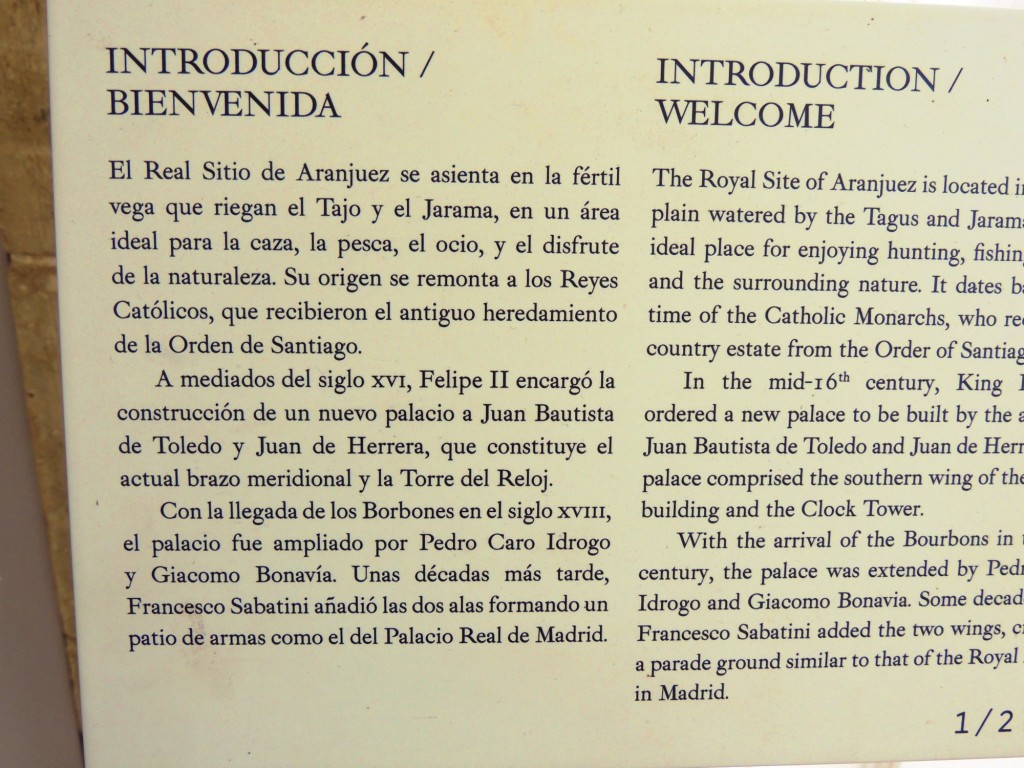 INTRODUCCIÓN /
BIENVENIDA
El Real Sitio de Aranjuez se asienta en la fértil
vega que riegan el Tajo y el Jarama, en un área
ideal para la caza, la pesca, el ocio, y el disfrute
de la naturaleza. Su origen se remonta a los Reyes
Católicos, que recibieron el antiguo heredamiento
de la Orden de Santiago.
A mediados del siglo XVI, Felipe II encargó la
construcción de un nuevo palacio a Juan Bautista
de Toledo y Juan de Herrera, que constituye el
actual brazo meridional y la Torre del Reloj.
Con la llegada de los Borbones en el siglo XVIII,
el palacio fue ampliado por Pedro Caro Idrogo
y Giacomo Bonavía. Unas décadas más tarde,
Francesco Sabatini añadió las dos alas formando un
patio de armas como el del Palacio Real de Madrid.
INTRODUCTION /
WELCOME
The Royal Site of Aranjuez is located
plain watered by the Tagus and
ideal place for enjoying hunting,
and the surrounding nature. It dates
time of the Catholic Monarchs, who
country estate from the Order of
In the mid-16th century, King
ordered a new palace to be built by the
Juan Bautista de Toledo and Juan de
palace comprised the southern wing of the
building and the Clock Tower.
With the arrival of the Bourbons in
century, the palace was extended by
Idrogo and Giacomo Bonavia. Some
Francesco Sabatini added the two wings,
a parade ground similar to that of the Royal
in Madrid.
1/2